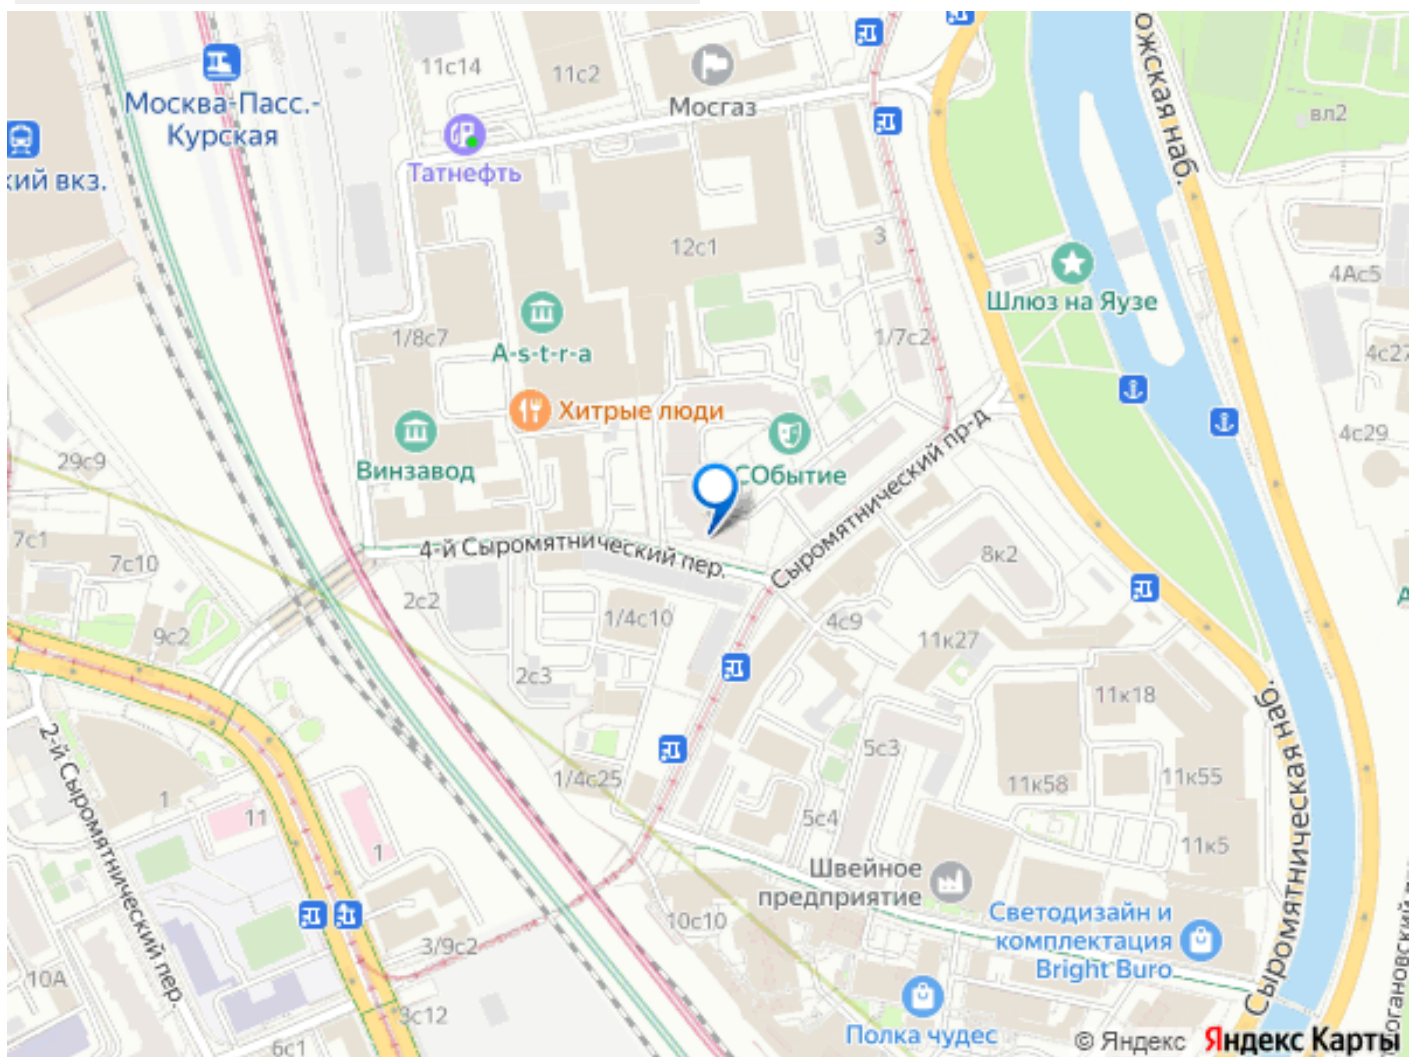 ожская наб.
11с14
11с2
Мосгаз
Москва-Пасс.-
Курская
вл2
Татнефть
кий вкз.
12с1
3
4Ас5
Шлюз на Яузе
1/8с7
A-s-t-r-a
1/7с2
4с27
Хитрые люди
4с29
29с9
Винзавод
СОбытие
Сыромятнический пр-д
7с1
4-й Сыромятнический пер.
7с10
8к2
2с2
1/4с10
4с9
9с2
11к27
2с3
11к18
Сыромятническая наб.
2-й Сыромятнический пер.
5с3
1/4с25
11к58
11к55
1
11
5с4
1
11к5
Швейное
предприятие
Светодизайн и
комплектация
Bright Buro
10с10
3/9с2
10А
Полка чудес
3с12
6с1
© Яндекс Яндекс Карты